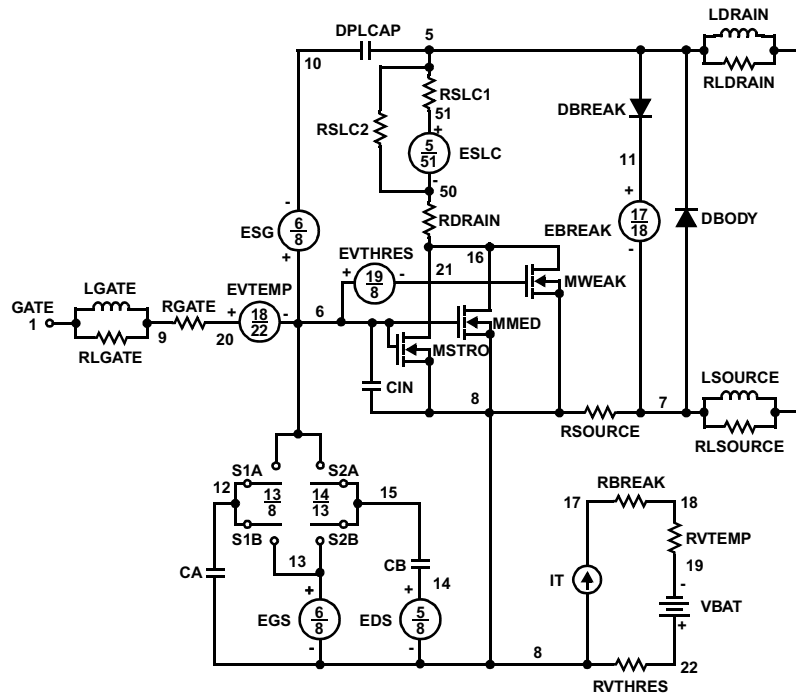 LDRAIN
DPLCAP 5
10
RLDRAIN
RSLC1
51
DBREAK
RSLC2
+
5
51
ESLC
11
-
50
-
+
RDRAIN
17
18
EBREAK
DBODY
6
8
ESG
-
EVTHRES
16
+
+ 19 8 - 21
MWEAK
LGATE
EVTEMP
GATE
1
RGATE
+ 18 22 - 6
MMED
9 20
RLGATE
MSTRO
CIN
8
7
LSOURCE
RSOURCE
RLSOURCE
S1A S2A
12
13
8
14
13
15
RBREAK
17 18
S1B S2B
RVTEMP
13
CB
19
CA
+ + 14
IT
-
VBAT
EGS
6
8
EDS
5
8
+
- -
8
22
RVTHRES